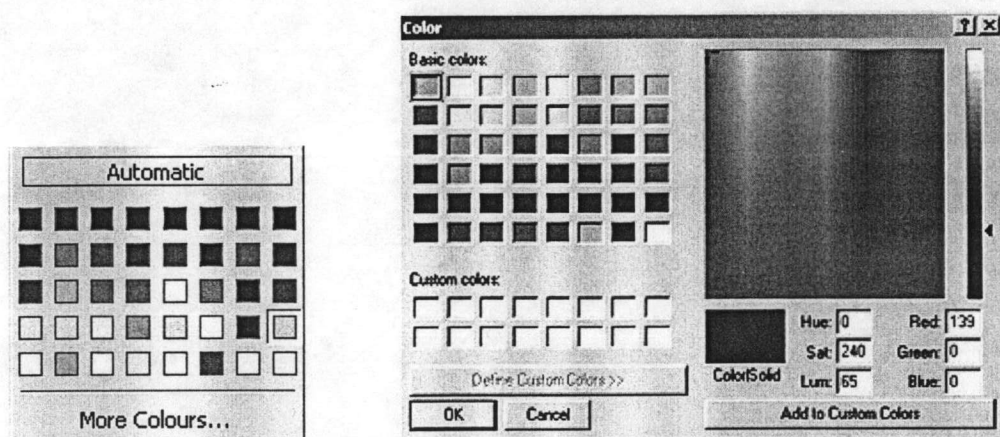 Automatic
More Colours...
Color
Basic colors:
Custom colors:
Define Custom Colors >>
OK Cancel
Color|Solid
Hue: 0 Red: 139
Sat: 240 Green: 0
Lum: 65 Blue: 0
Add to Custom Colors